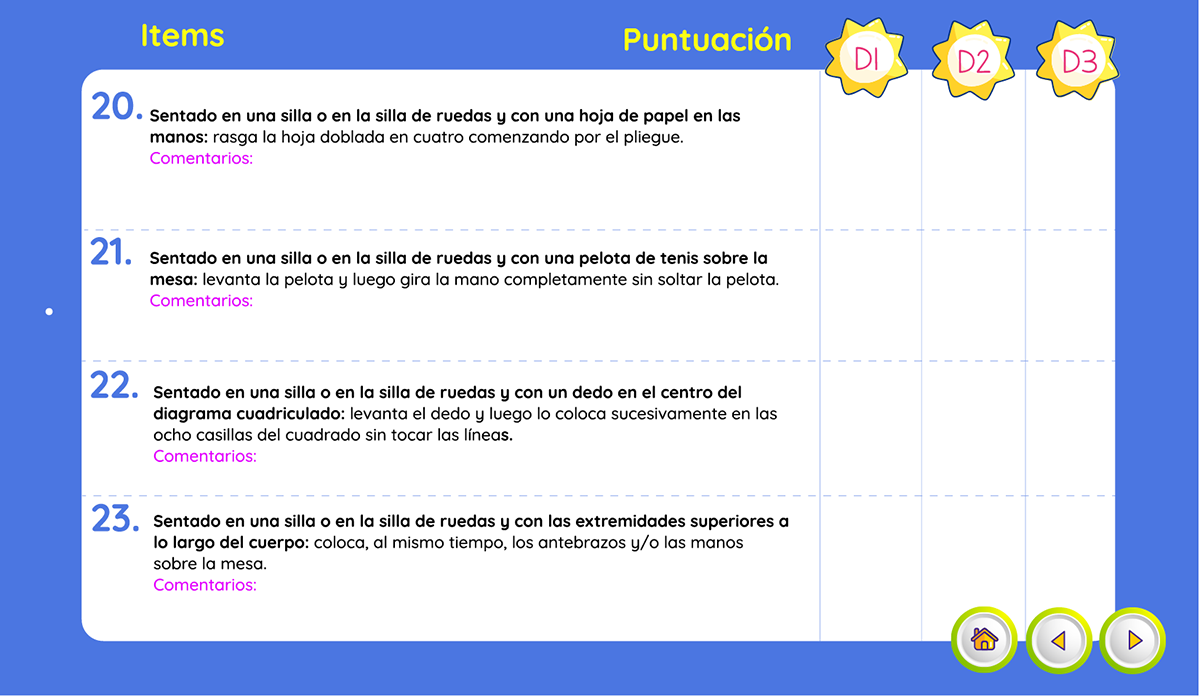 Items
Puntuación
D1
D2
D3
20.
Sentado en una silla o en la silla de ruedas y con una hoja de papel en las
manos: rasga la hoja doblada en cuatro comenzando por el pliegue.
Comentarios:
21.
Sentado en una silla o en la silla de ruedas y con una pelota de tenis sobre la
mesa: levanta la pelota y luego gira la mano completamente sin soltar la pelota.
Comentarios:
22.
Sentado en una silla o en la silla de ruedas y con un dedo en el centro del
diagrama cuadriculado: levanta el dedo y luego lo coloca sucesivamente en las
ocho casillas del cuadrado sin tocar las líneas.
Comentarios:
23.
Sentado en una silla o en la silla de ruedas y con las extremidades superiores a
lo largo del cuerpo: coloca, al mismo tiempo, los antebrazos y/o las manos
sobre la mesa.
Comentarios: